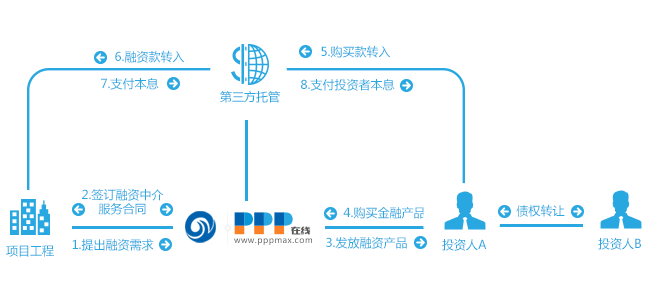 6.融资款转入
5.购买款转入
7.支付本息
第三方托管
8.支付投资者本息
2.签订融资中介
服务合同
4.购买金融产品
债权转让
PPP在线
www.pppmax.com
项目工程
1.提出融资需求
3.发放融资产品
投资人A
投资人B